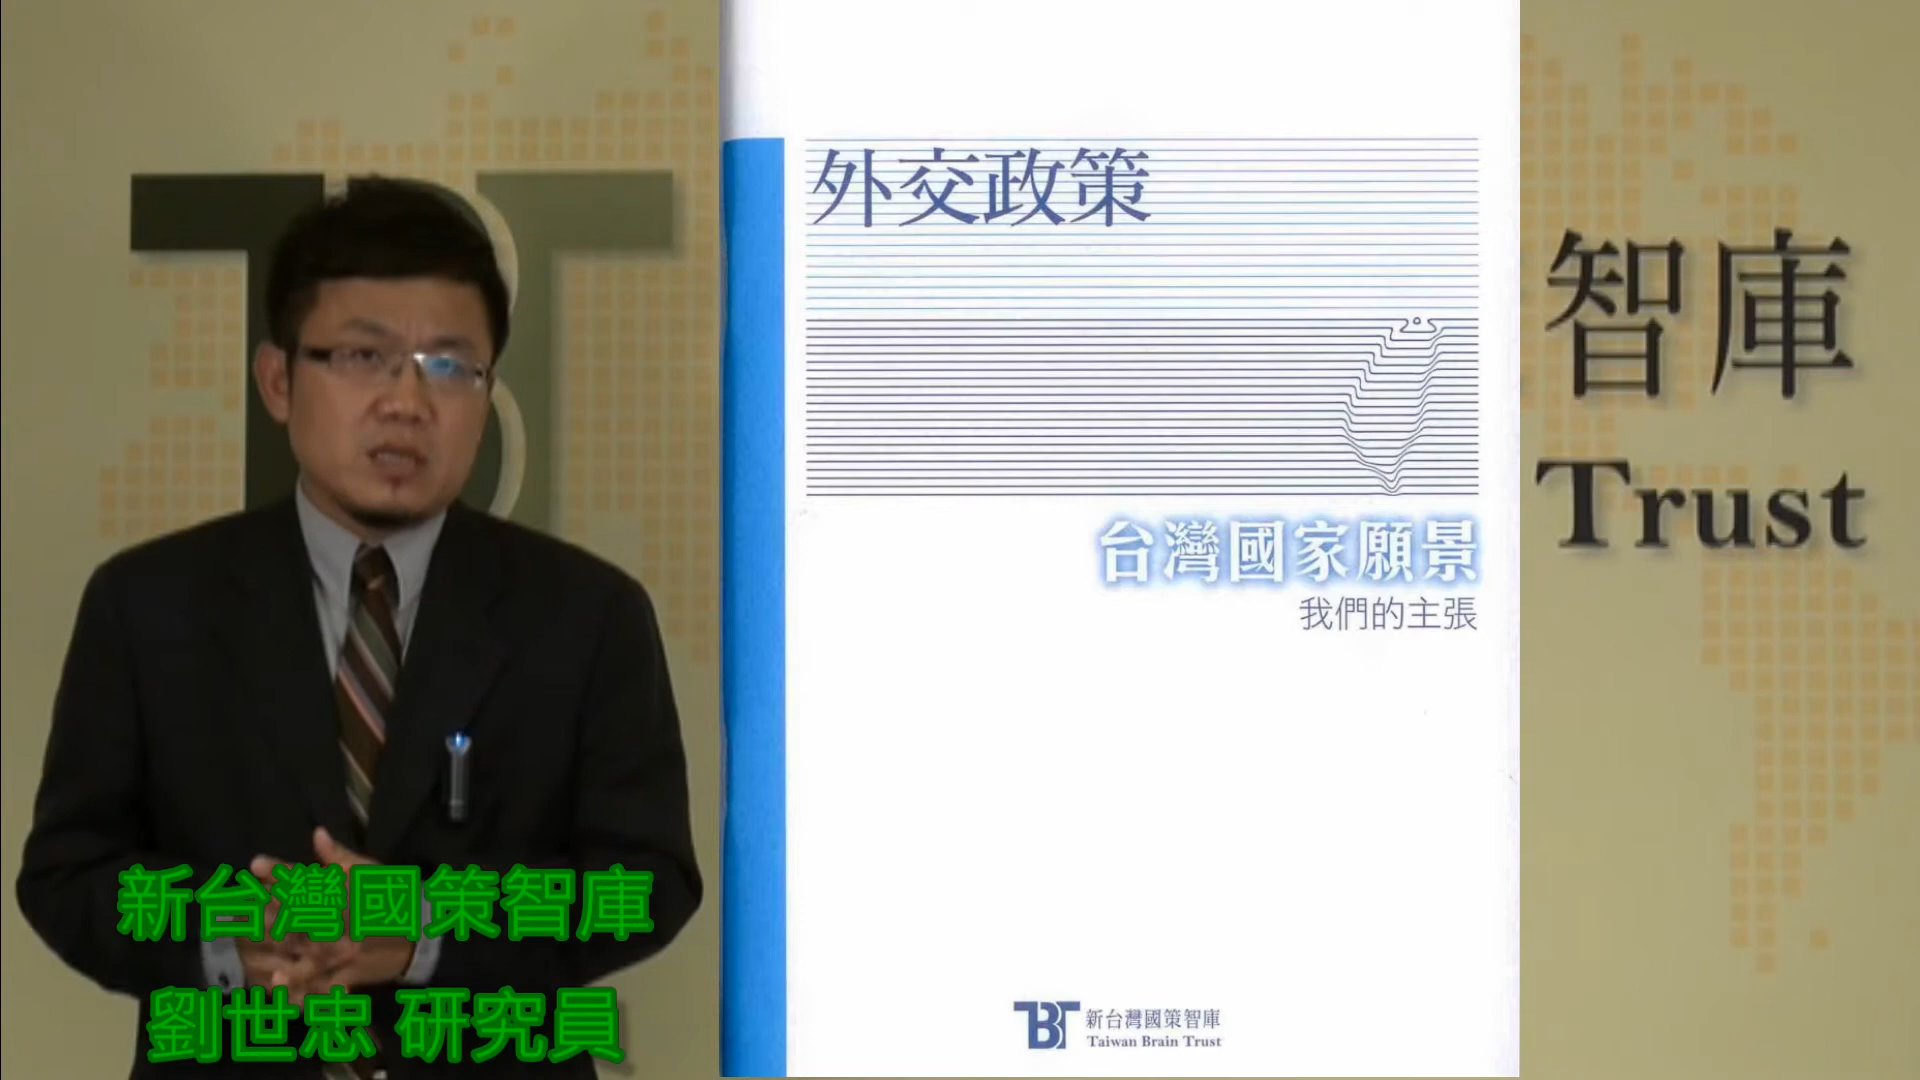 外交政策
台灣國家願景
我們的主張
新台灣國策智庫
Taiwan Brain Trust
TBT
智庫
Trust
新台灣國策智庫
劉世忠 研究員